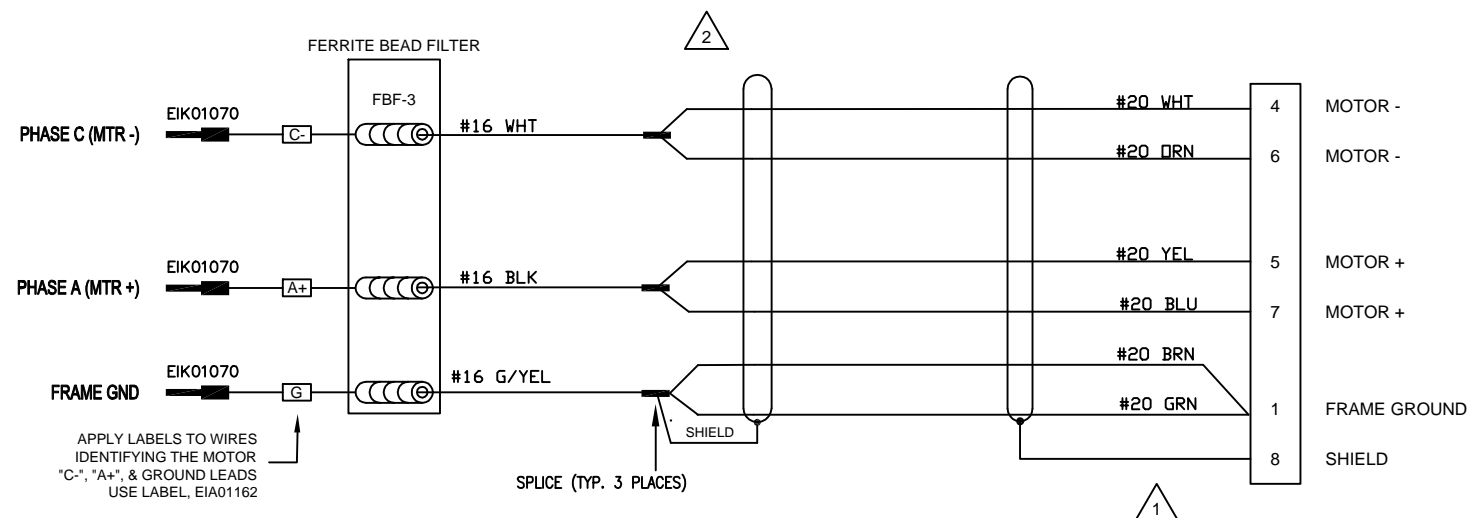 2
FERRITE BEAD FILTER
FBF-3
EIK01070
PHASE C (MTR -)
C-
#16 WHT
#20 WHT
4
MOTOR -
#20 ORN
6
MOTOR -
EIK01070
PHASE A (MTR +)
A+
#16 BLK
#20 YEL
5
MOTOR +
#20 BLU
7
MOTOR +
EIK01070
FRAME GND
G
#16 G/YEL
#20 BRN
#20 GRN
1
FRAME GROUND
SHIELD
8
SHIELD
APPLY LABELS TO WIRES
IDENTIFYING THE MOTOR
"C-", "A+", & GROUND LEADS
USE LABEL, EIA01162
SPLICE (TYP. 3 PLACES)
1